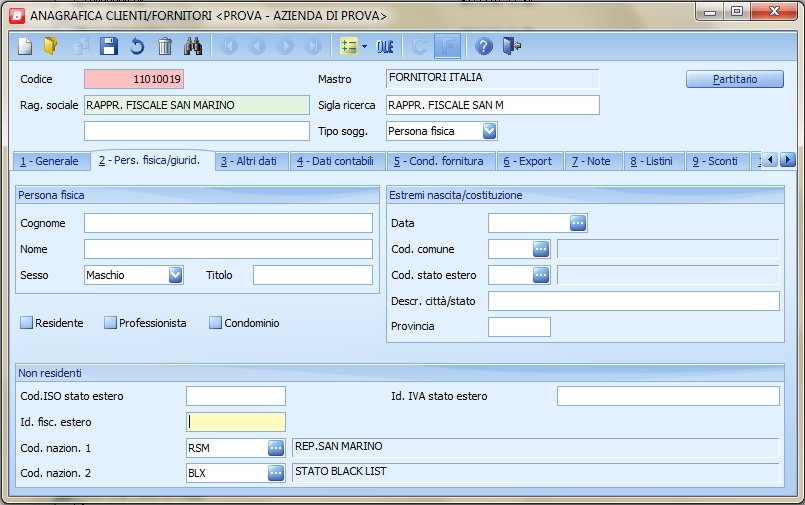 B ANAGRAFICA CLIENTI/FORNITORI <PROVA - AZIENDA DI PROVA>
DLE C F ?
Codice 11010019 Mastro FORNITORI ITALIA Partitario
Rag. sociale RAPPR. FISCALE SAN MARINO Sigla ricerca RAPPR. FISCALE SAN M
Tipo sogg. Persona fisica
1 - Generale 2 - Pers. fisica/giurid. 3 - Altri dati 4 - Dati contabili 5 - Cond. fornitura 6 - Export 7 - Note 8 - Listini 9 - Sconti
Persona fisica Estremi nascita/costituzione
Cognome Data ...
Nome Cod. comune ...
Sesso Maschio Titolo Cod. stato estero ...
Descr. città/stato
Residente Professionista Condominio Provincia
Non residenti
Cod.ISO stato estero Id. IVA stato estero
Id. fisc. estero
Cod. nazion. 1 RSM ... REP.SAN MARINO
Cod. nazion. 2 BLX ... STATO BLACK LIST